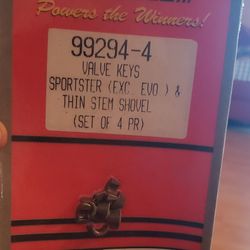 Powers the Winners!
99294-4
VALVE KEYS
SPORTSTER (EXC. EVO) &
THIN STEM SHOVEL
(SET OF 4 PR)